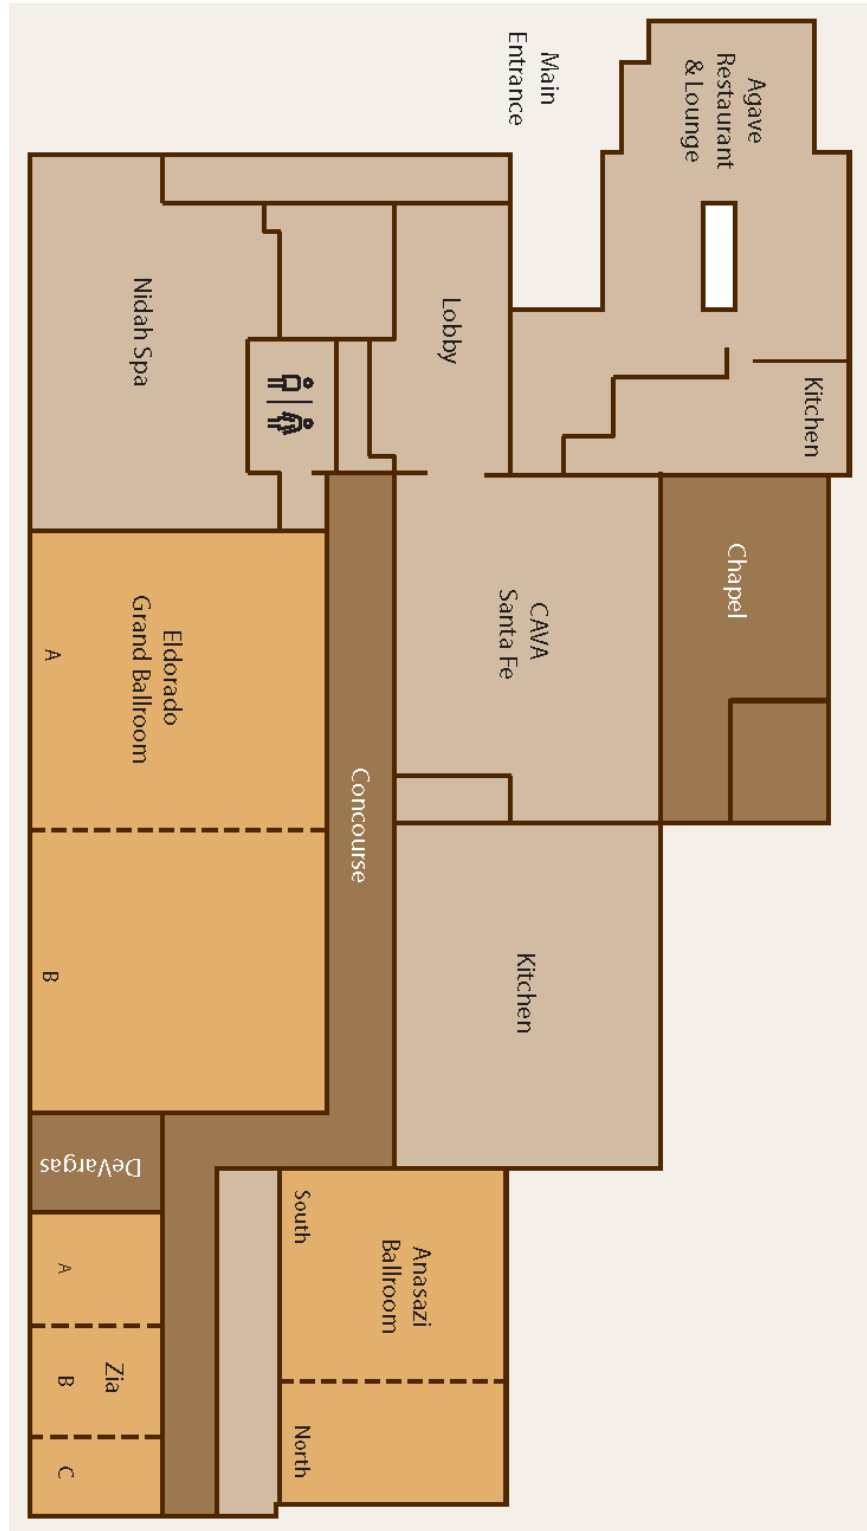 Main
Entrance
Agave
Restaurant
& Lounge
Nidah Spa
Lobby
Kitchen
Chapel
CAVA
Santa Fe
Eldorado
Grand Ballroom
A
Concourse
B
Kitchen
DeVargas
South
Anasazi
Ballroom
A
Zia
B
North
C